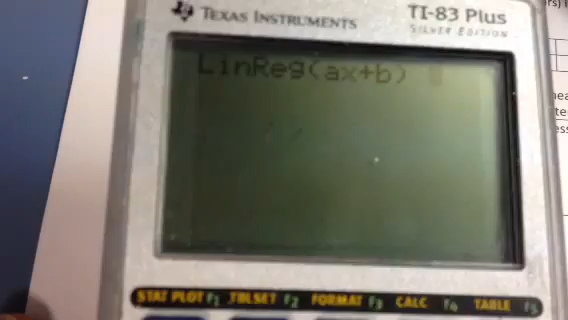 TEXAS INSTRUMENTS
TI-83 Plus
SILVER EDITION
LinReg(ax+b)
STAT PLOT F1 TBLSET F2 FORMAT F3 CALC F4 TABLE F5